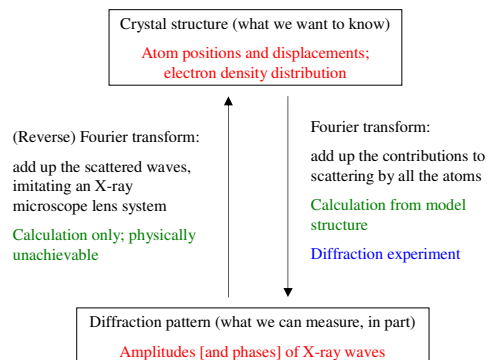 Crystal structure (what we want to know)
Atom positions and displacements;
electron density distribution
(Reverse) Fourier transform:
add up the scattered waves,
imitating an X-ray
microscope lens system
Calculation only; physically
unachievable
Fourier transform:
add up the contributions to
scattering by all the atoms
Calculation from model
structure
Diffraction experiment
Diffraction pattern (what we can measure, in part)
Amplitudes [and phases] of X-ray waves